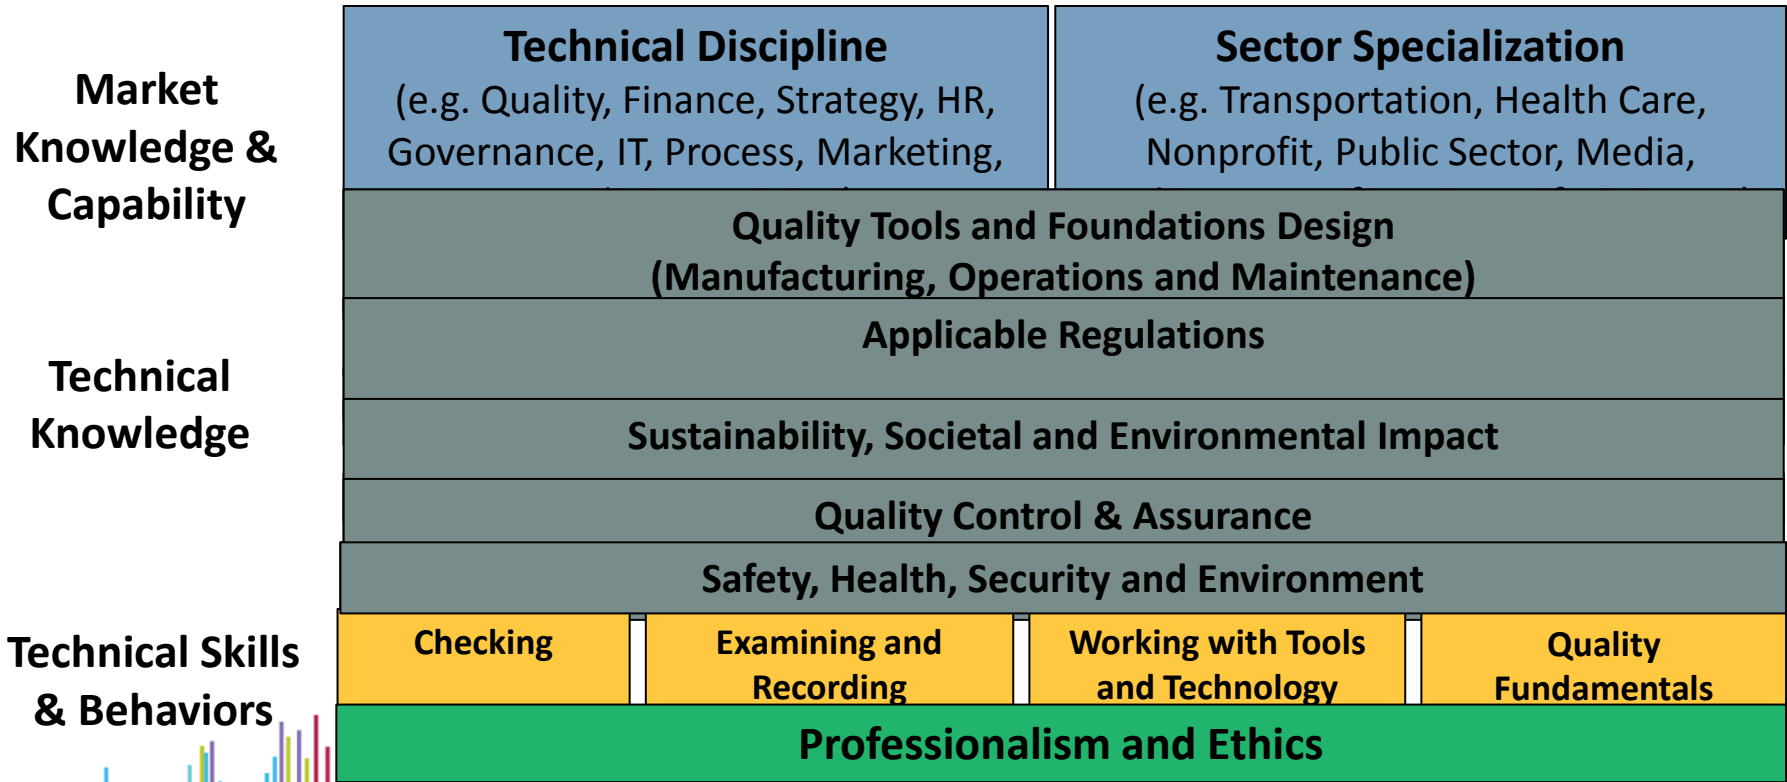 Market
Knowledge &
Capability
Technical Discipline
(e.g. Quality, Finance, Strategy, HR,
Governance, IT, Process, Marketing,
Sector Specialization
(e.g. Transportation, Health Care,
Nonprofit, Public Sector, Media,
Quality Tools and Foundations Design
(Manufacturing, Operations and Maintenance)
Technical
Knowledge
Applicable Regulations
Sustainability, Societal and Environmental Impact
Quality Control & Assurance
Safety, Health, Security and Environment
Technical Skills
& Behaviors
Checking
Examining and
Recording
Working with Tools
and Technology
Quality
Fundamentals
Professionalism and Ethics